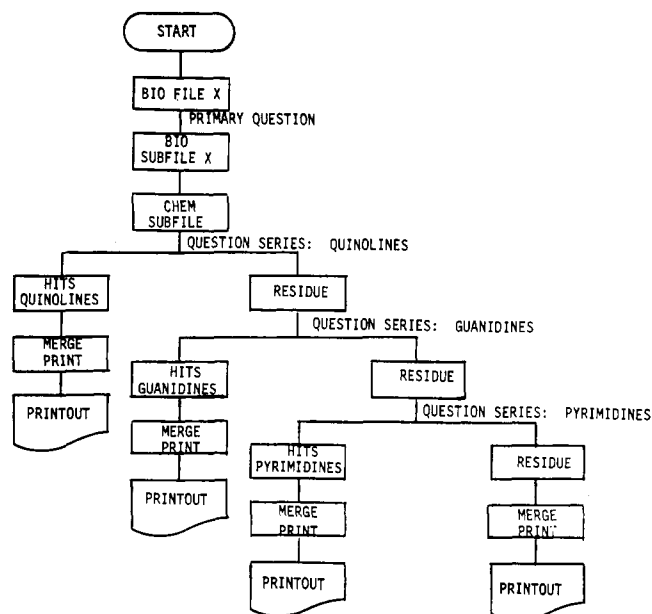 START
BIO FILE X
PRIMARY QUESTION
BIO
SUBFILE X
CHEM
SUBFILE
QUESTION SERIES: QUINOLINES
HITS
QUINOLINES
RESIDUE
MERGE
PRINT
PRINTOUT
QUESTION SERIES: GUANIDINES
HITS
GUANIDINES
RESIDUE
MERGE
PRINT
PRINTOUT
QUESTION SERIES: PYRIMIDINES
HITS
PYRIMIDINES
RESIDUE
MERGE
PRINT
MERGE
PRINT
PRINTOUT
PRINTOUT